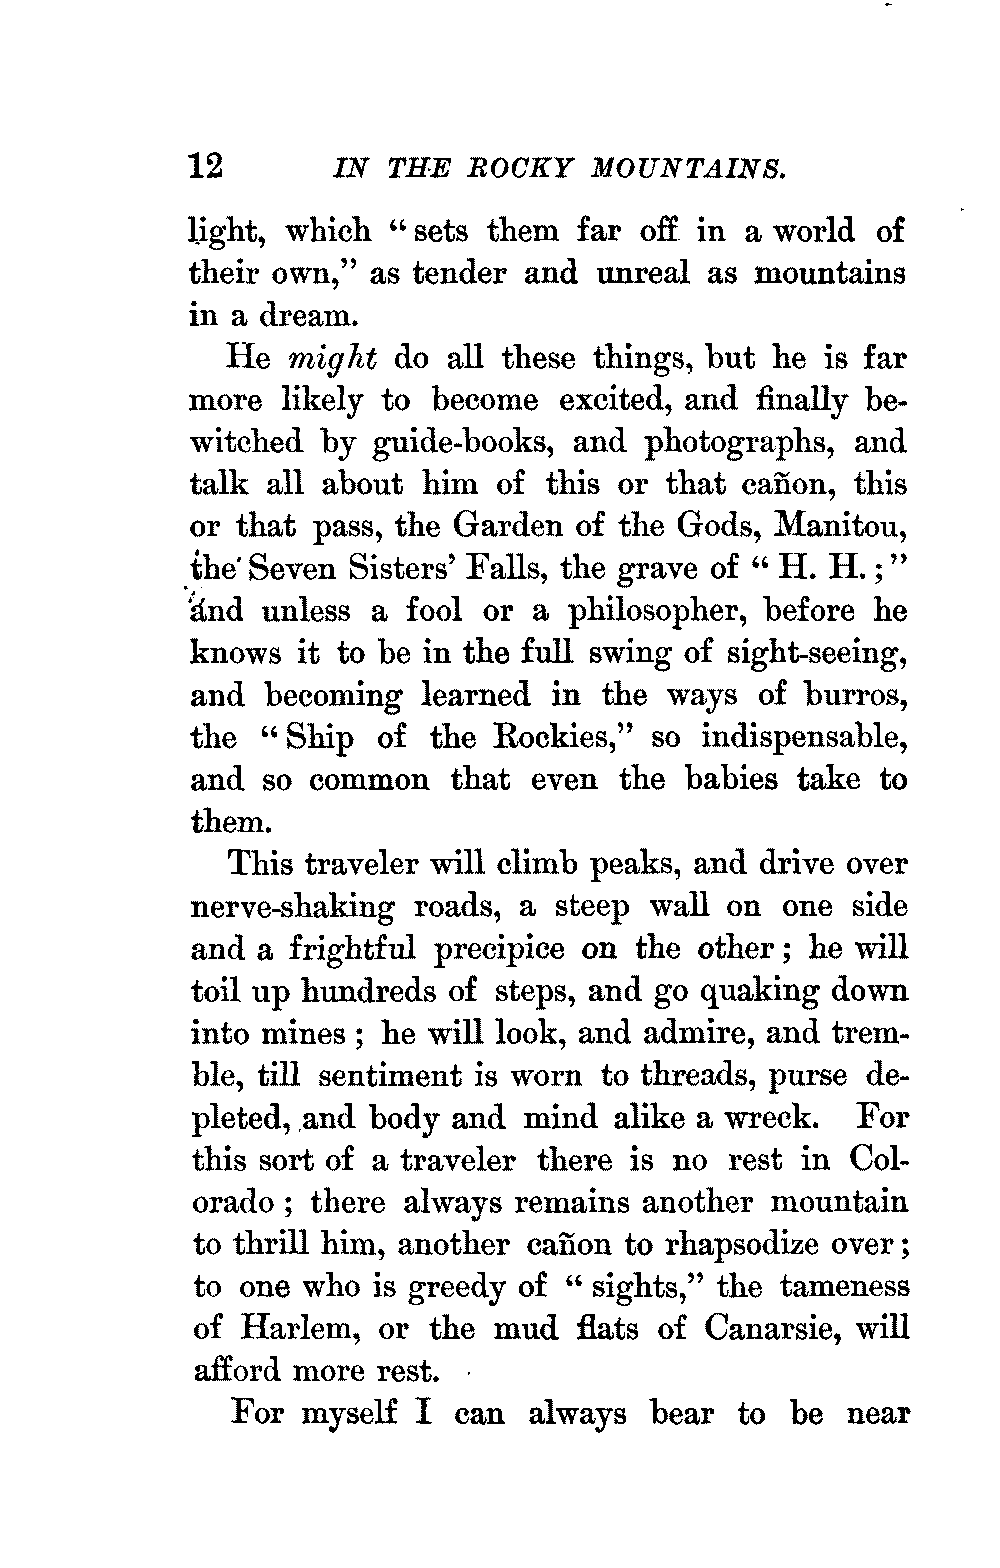 12 IN THE ROCKY MOUNTAINS.
light, which “sets them far off in a world of
their own,” as tender and unreal as mountains
in a dream.
He might do all these things, but he is far
more likely to become excited, and finally be-
witched by guide-books, and photographs, and
talk all about him of this or that cañon, this
or that pass, the Garden of the Gods, Manitou,
the Seven Sisters’ Falls, the grave of “H. H.;”
and unless a fool or a philosopher, before he
knows it to be in the full swing of sight-seeing,
and becoming learned in the ways of burros,
the “Ship of the Rockies,” so indispensable,
and so common that even the babies take to
them.
This traveler will climb peaks, and drive over
nerve-shaking roads, a steep wall on one side
and a frightful precipice on the other; he will
toil up hundreds of steps, and go quaking down
into mines; he will look, and admire, and trem-
ble, till sentiment is worn to threads, purse de-
pleted, and body and mind alike a wreck. For
this sort of a traveler there is no rest in Col-
orado; there always remains another mountain
to thrill him, another cañon to rhapsodize over;
to one who is greedy of “sights,” the tameness
of Harlem, or the mud flats of Canarsie, will
afford more rest.
For myself I can always bear to be near